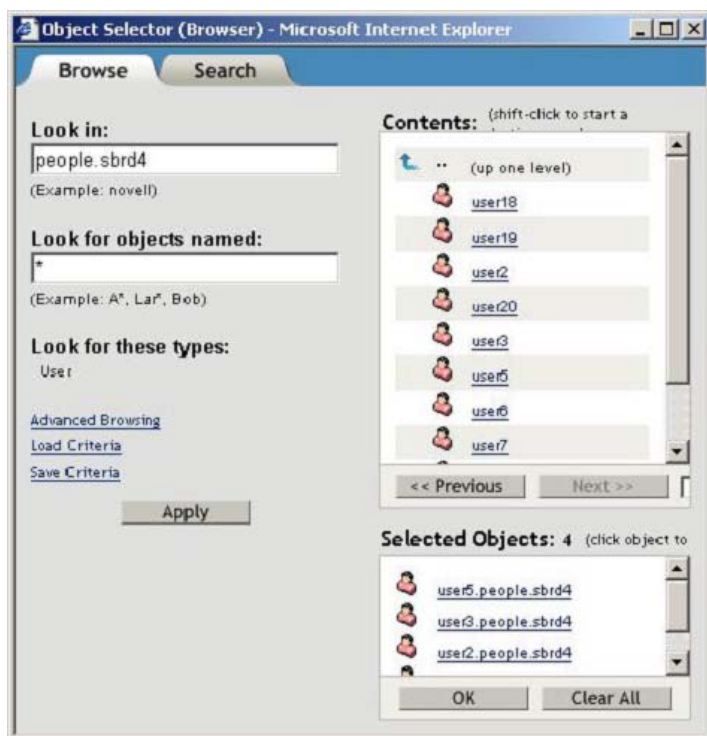 Object Selector (Browser) - Microsoft Internet Explorer
Browse
Search
Look in:
people.sbrd4
(Example: novell)
Look for objects named:
*
(Example: A*, Lar*, Bob)
Look for these types:
User
Advanced Browsing
Load Criteria
Save Criteria
Apply
Contents: (shift-click to start a
.. (up one level)
user18
user19
user2
user20
user3
user5
user6
user7
<< Previous
Next >>
Selected Objects: 4 (click object to
user5.people.sbrd4
user3.people.sbrd4
user2.people.sbrd4
OK
Clear All